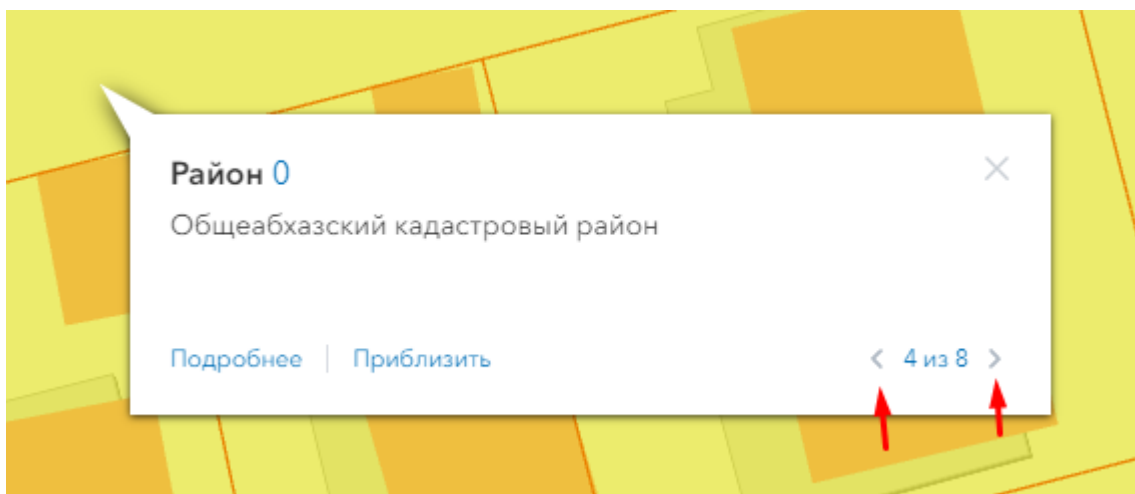 Район 0
Общеабхазский кадастровый район
Подробнее Приблизить 4 из 8